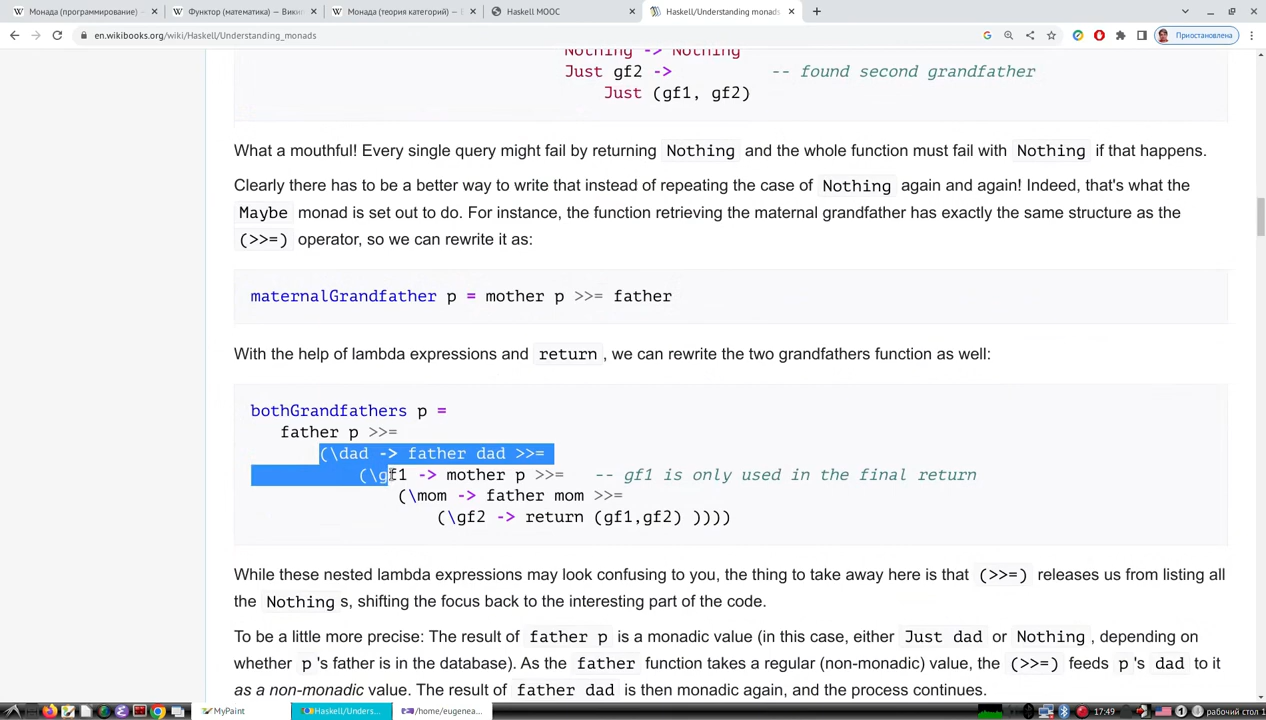 Монада (программирование) –
Функтор (математика) — Вики
Монада (теория категорий) — В
Haskell MOOC
Haskell/Understanding monads
en.wikibooks.org/wiki/Haskell/Understanding_monads
Приостановлена
Nothing -> Nothing
Just gf2 -> -- found second grandfather
Just (gf1, gf2)
What a mouthful! Every single query might fail by returning Nothing and the whole function must fail with Nothing if that happens.
Clearly there has to be a better way to write that instead of repeating the case of Nothing again and again! Indeed, that's what the
Maybe monad is set out to do. For instance, the function retrieving the maternal grandfather has exactly the same structure as the
(>>=) operator, so we can rewrite it as:
maternalGrandfather p = mother p >>= father
With the help of lambda expressions and return, we can rewrite the two grandfathers function as well:
bothGrandfathers p =
father p >>=
(\dad -> father dad >>=
(\gf1 -> mother p >>= -- gf1 is only used in the final return
(\mom -> father mom >>=
(\gf2 -> return (gf1,gf2) ))))
While these nested lambda expressions may look confusing to you, the thing to take away here is that (>>=) releases us from listing all
the Nothing s, shifting the focus back to the interesting part of the code.
To be a little more precise: The result of father p is a monadic value (in this case, either Just dad or Nothing, depending on
whether p 's father is in the database). As the father function takes a regular (non-monadic) value, the (>>=) feeds p 's dad to it
as a non-monadic value. The result of father dad is then monadic again, and the process continues.
MyPaint
Haskell/Unders...
/home/eugenea...
17:49
рабочий стол 1